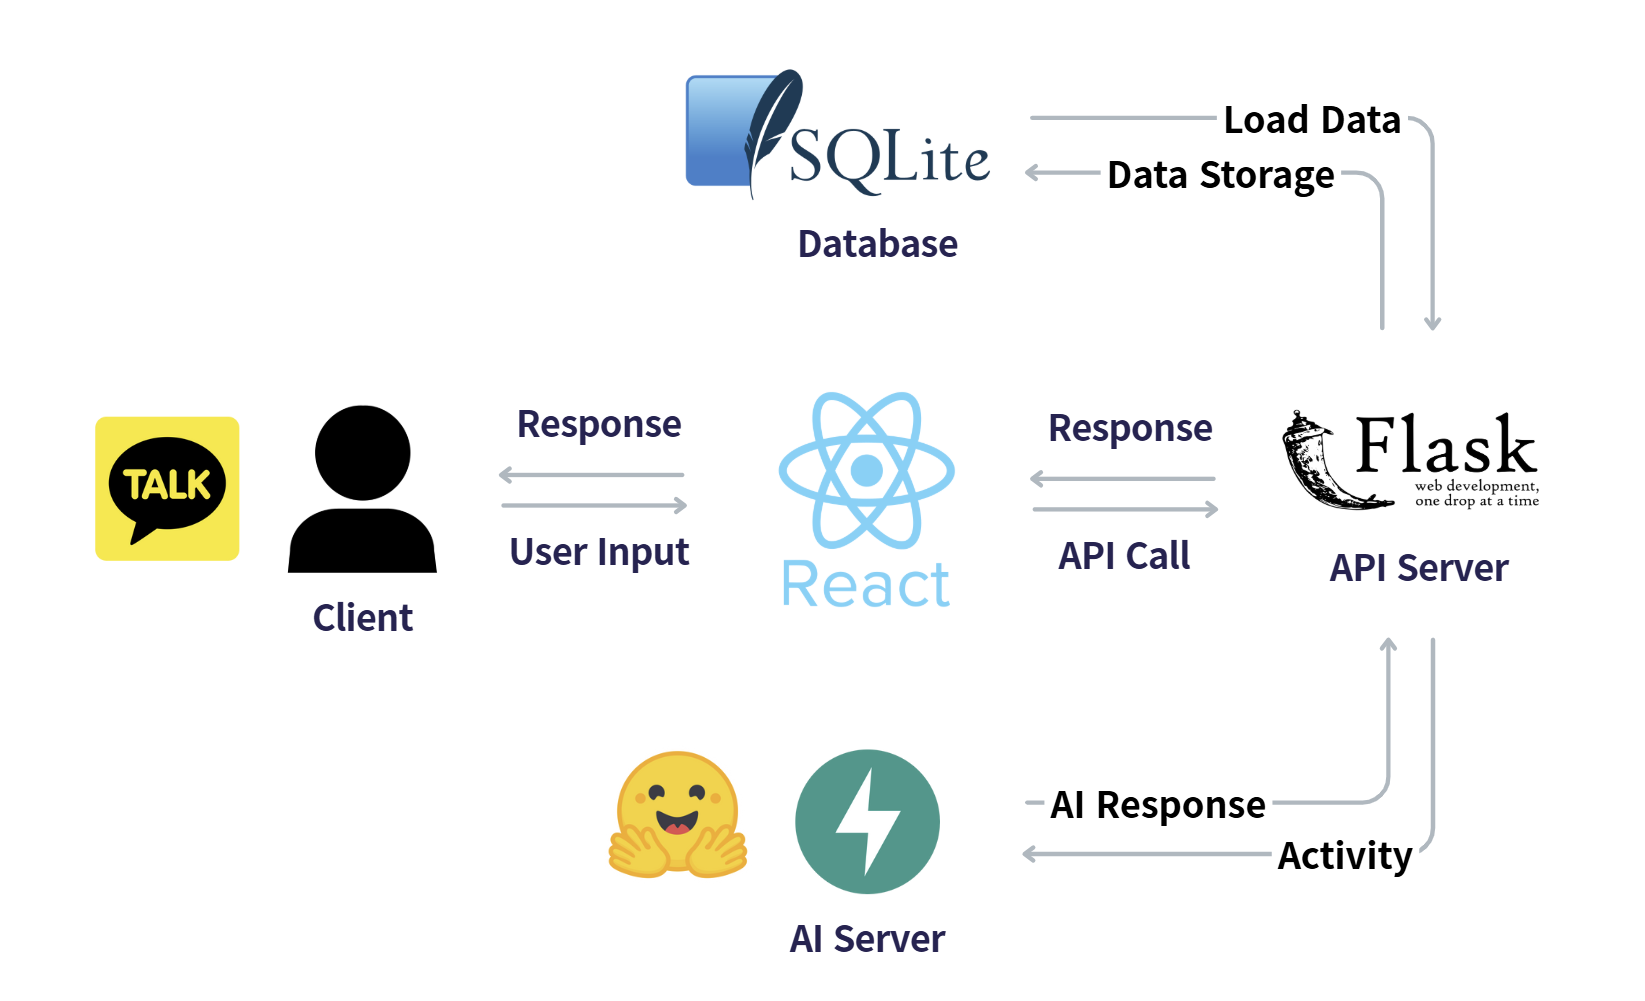 SQLite
Database
Load Data
Data Storage
TALK
Client
Response
User Input
React
Response
API Call
Flask
web development,
one drop at a time
API Server
AI Server
AI Response
Activity